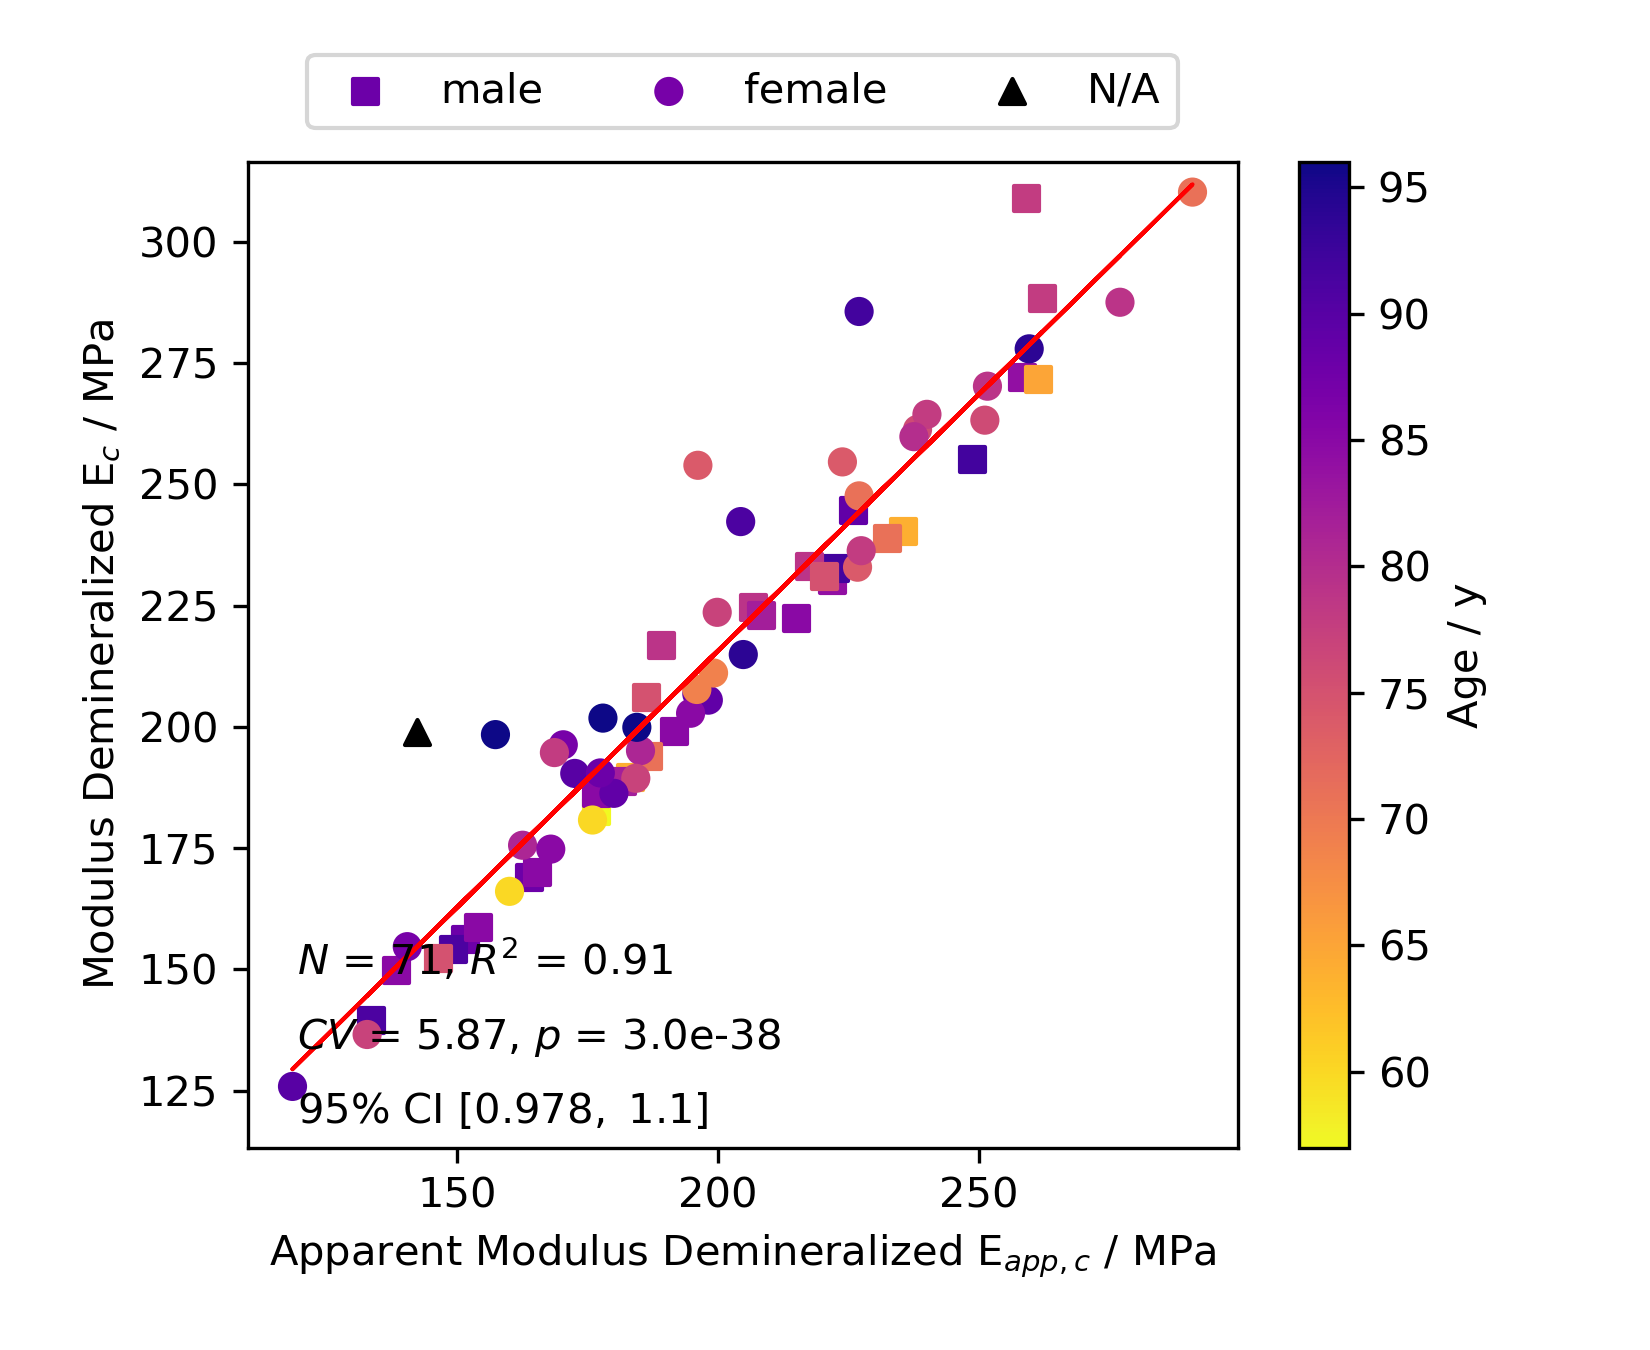 male female N/A
300
275
250
225
200
175
150
125
Modulus Demineralized E_c / MPa
N = 71, R² = 0.91
CV = 5.87, p = 3.0e-38
95% CI [0.978, 1.1]
150 200 250
Apparent Modulus Demineralized E_app,c / MPa
95
90
85
80
75
70
65
60
Age / y